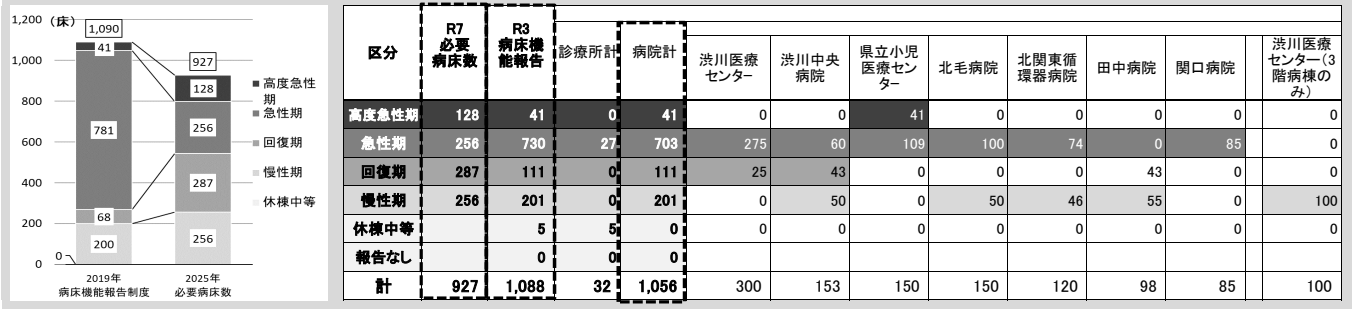 1,200 (床)
1,000
800
600
400
200
0
1,090
41
781
68
200
0
927
128
256
287
256
2019年
病床機能報告制度
2025年
必要病床数
高度急性
期
急性期
回復期
慢性期
休棟中等
区分 R7 必要 病床数 R3 病床機 能報告 診療所計 病院計 渋川医療 センター 渋川中央 病院 県立小児 医療セン ター 北毛病院 北関東循 環器病院 田中病院 関口病院 渋川医療 センター(3 階病棟の み)
高度急性期 128 41 0 41 0 0 41 0 0 0 0 0
急性期 256 730 27 703 275 60 109 100 74 0 85 0
回復期 287 111 0 111 25 43 0 0 0 43 0 0
慢性期 256 201 0 201 0 50 0 50 46 55 0 100
休棟中等 5 5 0 0 0 0 0 0 0 0 0
報告なし 0 0 0
計 927 1,088 32 1,056 300 153 150 150 120 98 85 100